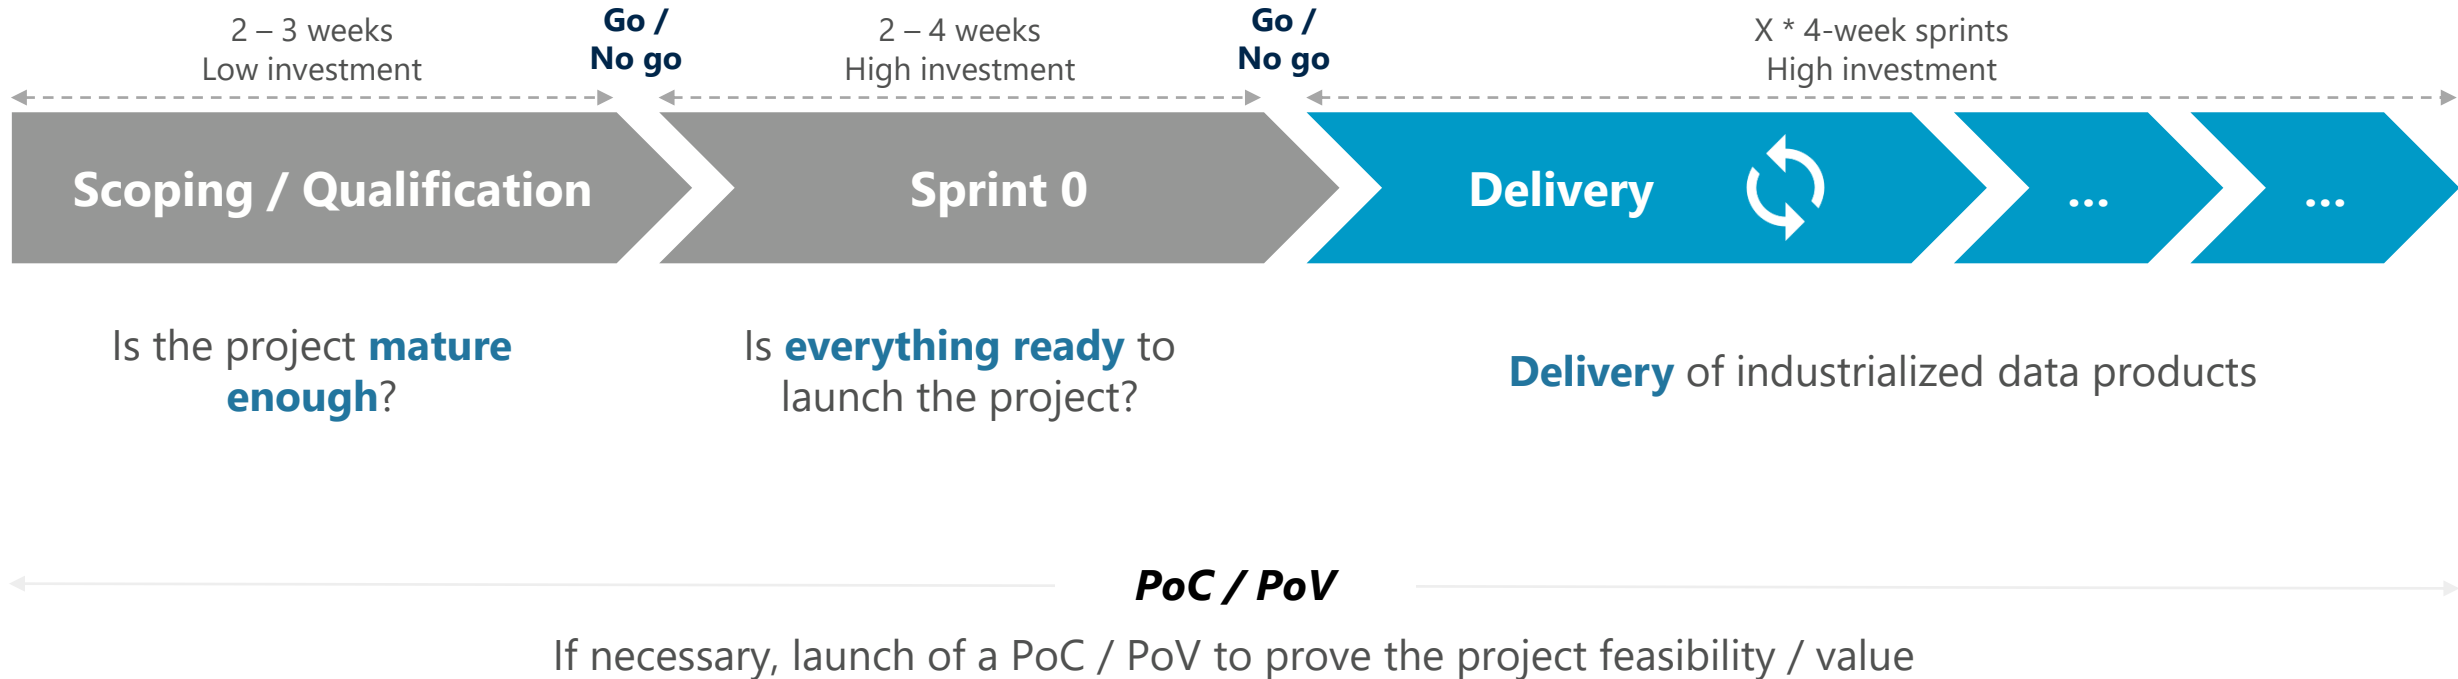 2 – 3 weeks
Low investment
Go /
No go
2 – 4 weeks
High investment
Go /
No go
X * 4-week sprints
High investment
Scoping / Qualification
Sprint 0
Delivery
...
...
Is the project mature
enough?
Is everything ready to
launch the project?
Delivery of industrialized data products
PoC / PoV
If necessary, launch of a PoC / PoV to prove the project feasibility / value